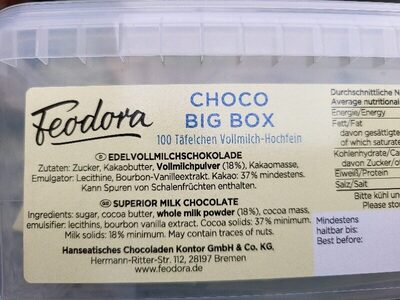 Feodora
CHOCO
BIG BOX
100 Täfelchen Vollmilch-Hochfein
D EDELVOLLMILCHSCHOKOLADE
Zutaten: Zucker, Kakaobutter, Vollmilchpulver (18%), Kakaomasse,
Emulgator: Lecithine, Bourbon-Vanilleextrakt. Kakao: 37% mindestens.
Kann Spuren von Schalenfrüchten enthalten.
SUPERIOR MILK CHOCOLATE
Ingredients: sugar, cocoa butter, whole milk powder (18%), cocoa mass,
emulsifier: lecithins, bourbon vanilla extract. Cocoa solids: 37% minimum.
Milk solids: 18% minimum. May contain traces of nuts.
Hanseatisches Chocoladen Kontor GmbH & Co. KG,
Hermann-Ritter-Str. 112, 28197 Bremen
www.feodora.de
Durchschnittliche N
Average nutritional
Energie/Energy
Fett/Fat
davon gesättigte
of which saturate
Kohlenhydrate/Ca
davon
of which
Eiweiß/Protein
Salz/Salt
Bitte kühl und
Please store
Mindestens
haltbar bis:
Best before: